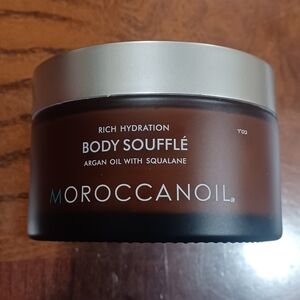 RICH HYDRATION
BODY SOUFFLÉ
ARGAN OIL WITH SQUALANE
MOROCCANOIL